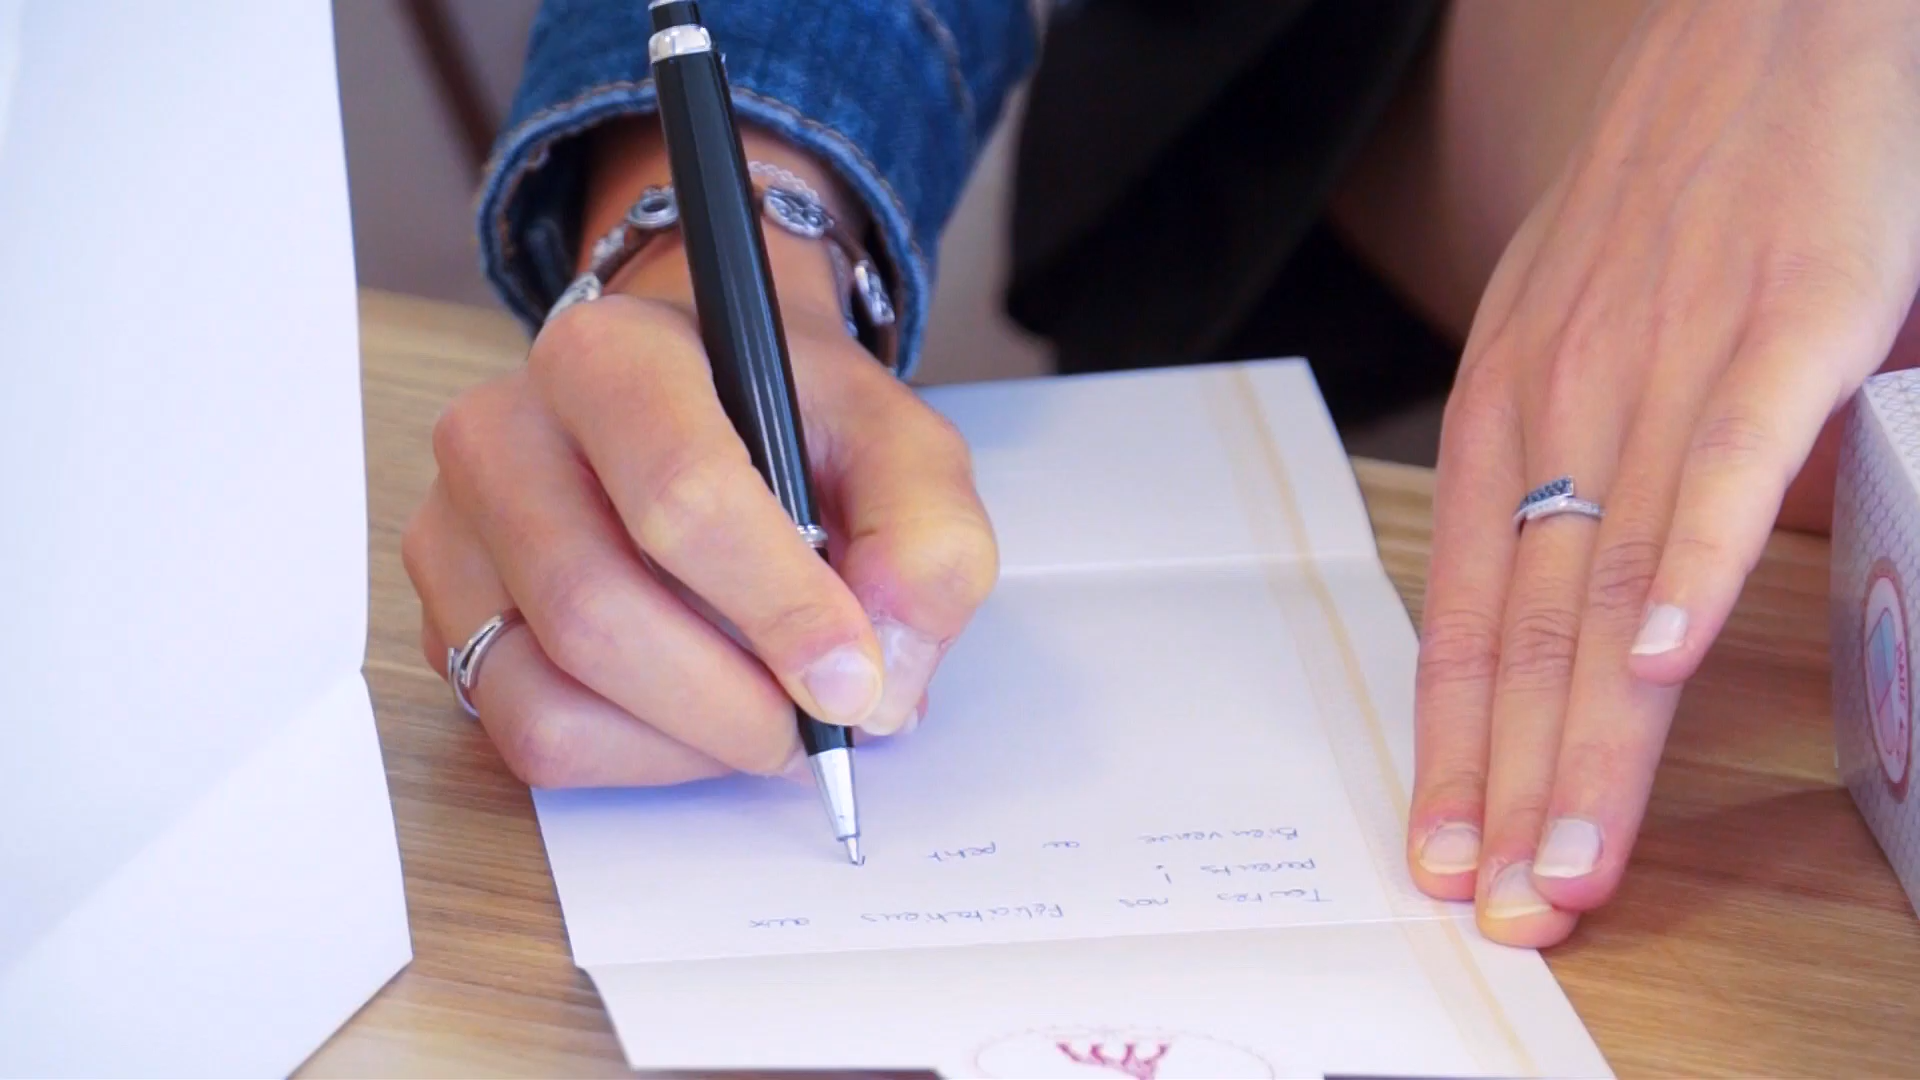 Toutes nos félicitations aux
parents !
Bienvenue au petit